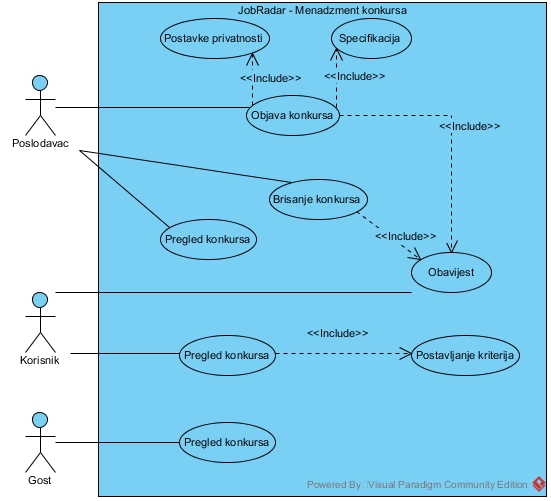 JobRadar - Menadzment konkursa
Postavke privatnosti
Specifikacija
<<Include>>
<<Include>>
Objava konkursa
<<Include>>
Poslodavac
Brisanje konkursa
Pregled konkursa
<<Include>>
Obavijest
Korisnik
<<Include>>
Pregled konkursa
Postavljanje kriterija
Pregled konkursa
Gost
Powered By Visual Paradigm Community Edition